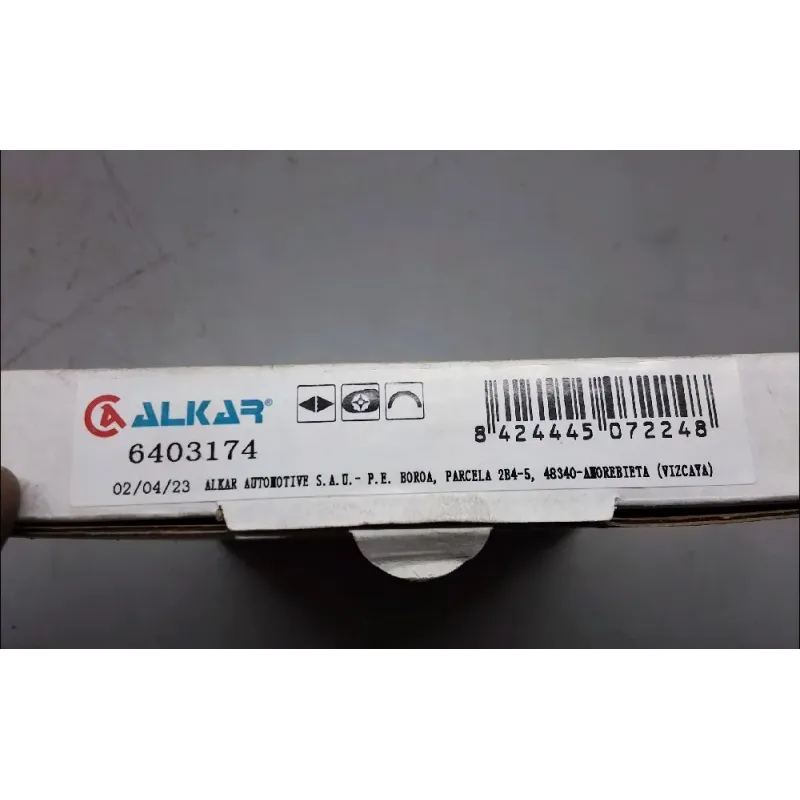 ALKAR®
6403174
8 424445 072248
02/04/23 ALKAR AUTOMOTIVE S.A.U.- P.E. BOROA, PARCELA 2B4-5, 48340-AMOREBIETA (VIZCAYA)